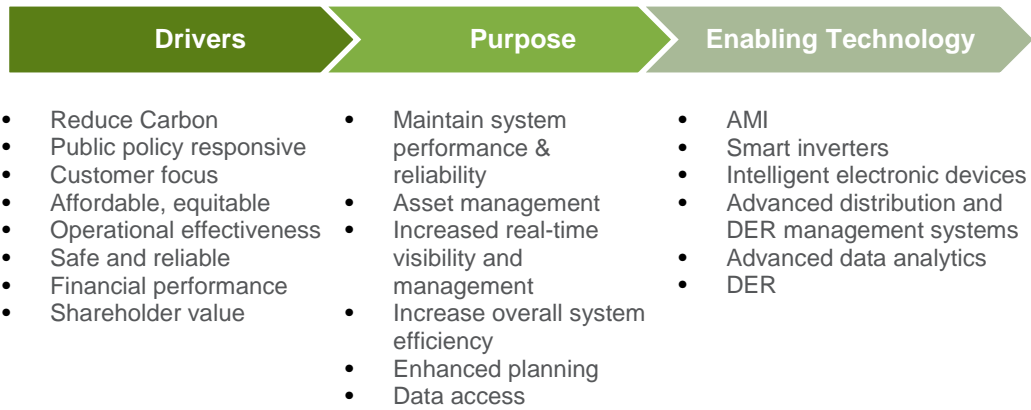 Drivers
Purpose
Enabling Technology
• Reduce Carbon
• Public policy responsive
• Customer focus
• Affordable, equitable
• Operational effectiveness
• Safe and reliable
• Financial performance
• Shareholder value
• Maintain system
performance &
reliability
• Asset management
• Increased real-time
visibility and
management
• Increase overall system
efficiency
• Enhanced planning
• Data access
• AMI
• Smart inverters
• Intelligent electronic devices
• Advanced distribution and
DER management systems
• Advanced data analytics
• DER